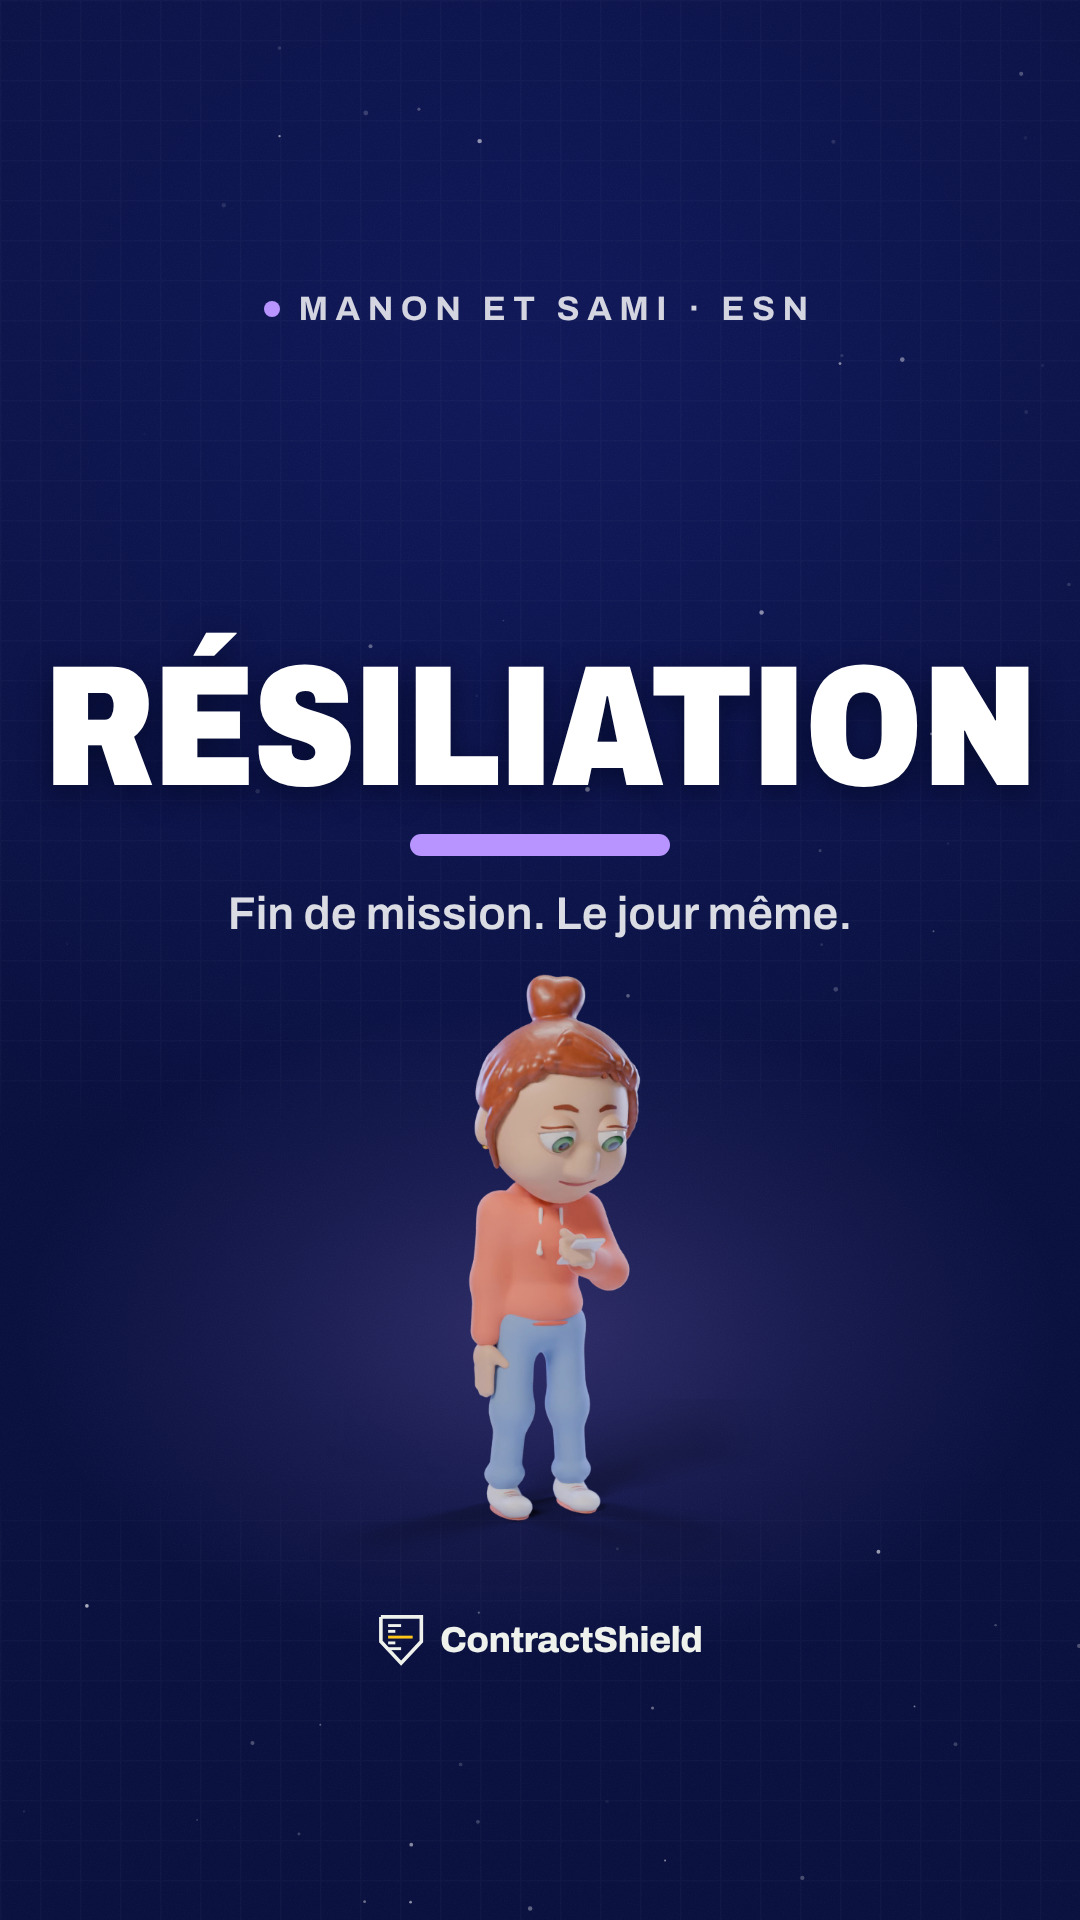 MANON ET SAMI · ESN
RÉSILIATION
Fin de mission. Le jour même.
ContractShield